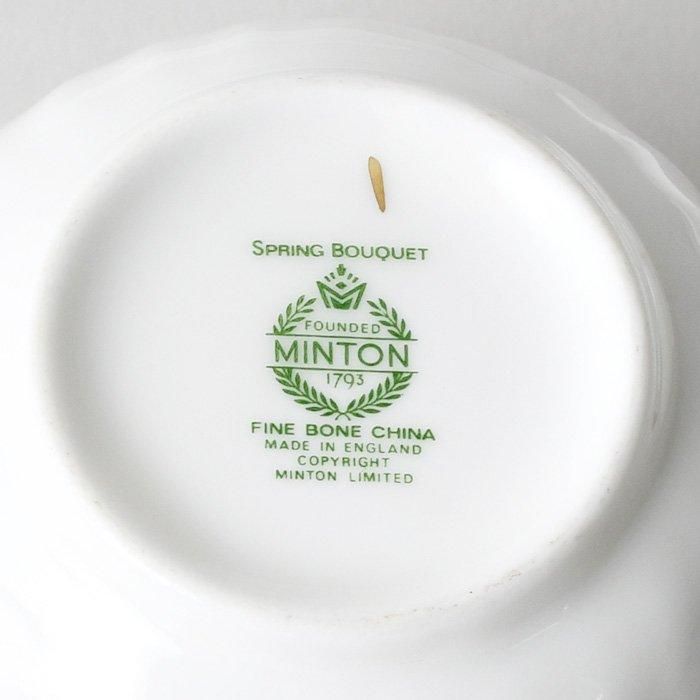 SPRING BOUQUET
FOUNDED
MINTON
1793
FINE BONE CHINA
MADE IN ENGLAND
COPYRIGHT
MINTON LIMITED